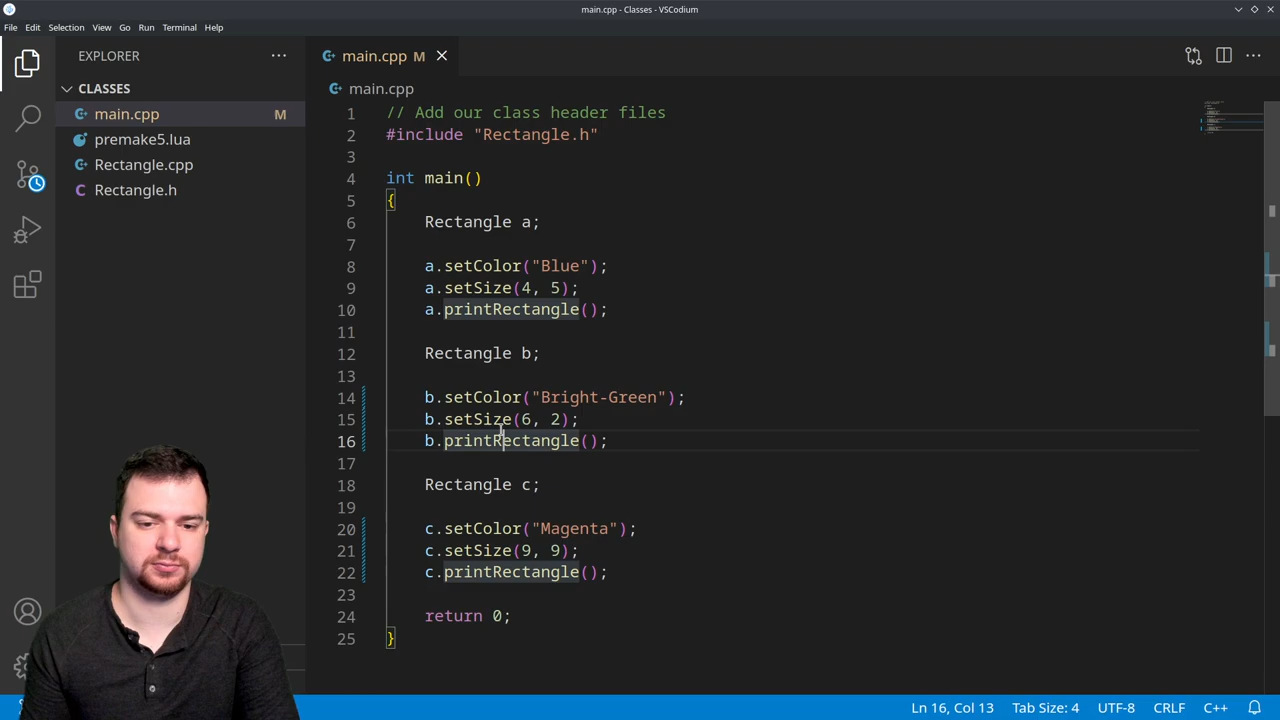 main.cpp - Classes - VSCodium
File Edit Selection View Go Run Terminal Help
EXPLORER
CLASSES
main.cpp M
premake5.lua
Rectangle.cpp
Rectangle.h
main.cpp M
main.cpp
1 // Add our class header files
2 #include "Rectangle.h"
3
4 int main()
5 {
6 Rectangle a;
7
8 a.setColor("Blue");
9 a.setSize(4, 5);
10 a.printRectangle();
11
12 Rectangle b;
13
14 b.setColor("Bright-Green");
15 b.setSize(6, 2);
16 b.printRectangle();
17
18 Rectangle c;
19
20 c.setColor("Magenta");
21 c.setSize(9, 9);
22 c.printRectangle();
23
24 return 0;
25 }
Ln 16, Col 13 Tab Size: 4 UTF-8 CRLF C++